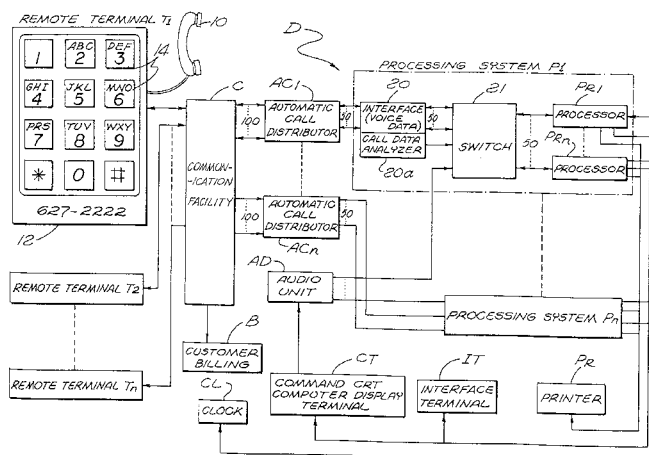 REMOTE TERMINAL T1
10
D
PROCESSING SYSTEM P1
1
ABC
2
DEF
3
14
GHI
4
JKL
5
MNO
6
PRS
7
TUV
8
WXY
9
*
0
#
627-2222
12
C
COMMUN-
-ICATION
FACILITY
100
AC1
AUTOMATIC
CALL
DISTRIBUTOR
50
20
INTERFACE
(VOICE
DATA)
CALL DATA
ANALYZER
20a
50
21
SWITCH
50
PR1
PROCESSOR
PRn
PROCESSOR
100
AUTOMATIC
CALL
DISTRIBUTOR
ACn
50
AD
AUDIO
UNIT
PROCESSING SYSTEM Pn
REMOTE TERMINAL T2
REMOTE TERMINAL Tn
B
CUSTOMER
BILLING
CL
CLOCK
CT
COMMAND CRT
COMPUTER DISPLAY
TERMINAL
IT
INTERFACE
TERMINAL
PR
PRINTER